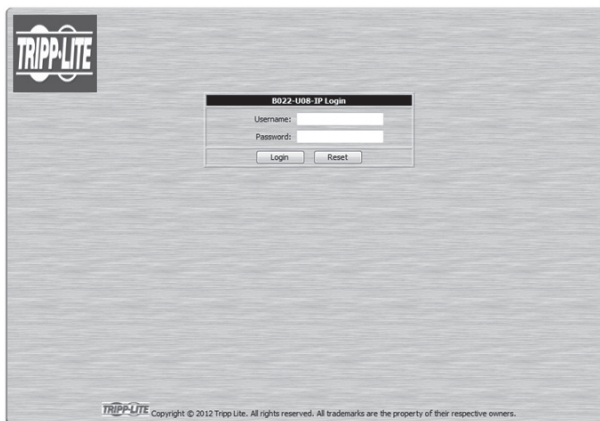 TRIPP·LITE
B022-U08-IP Login
Username:
Password:
Login Reset
TRIPP·LITE Copyright © 2012 Tripp Lite. All rights reserved. All trademarks are the property of their respective owners.